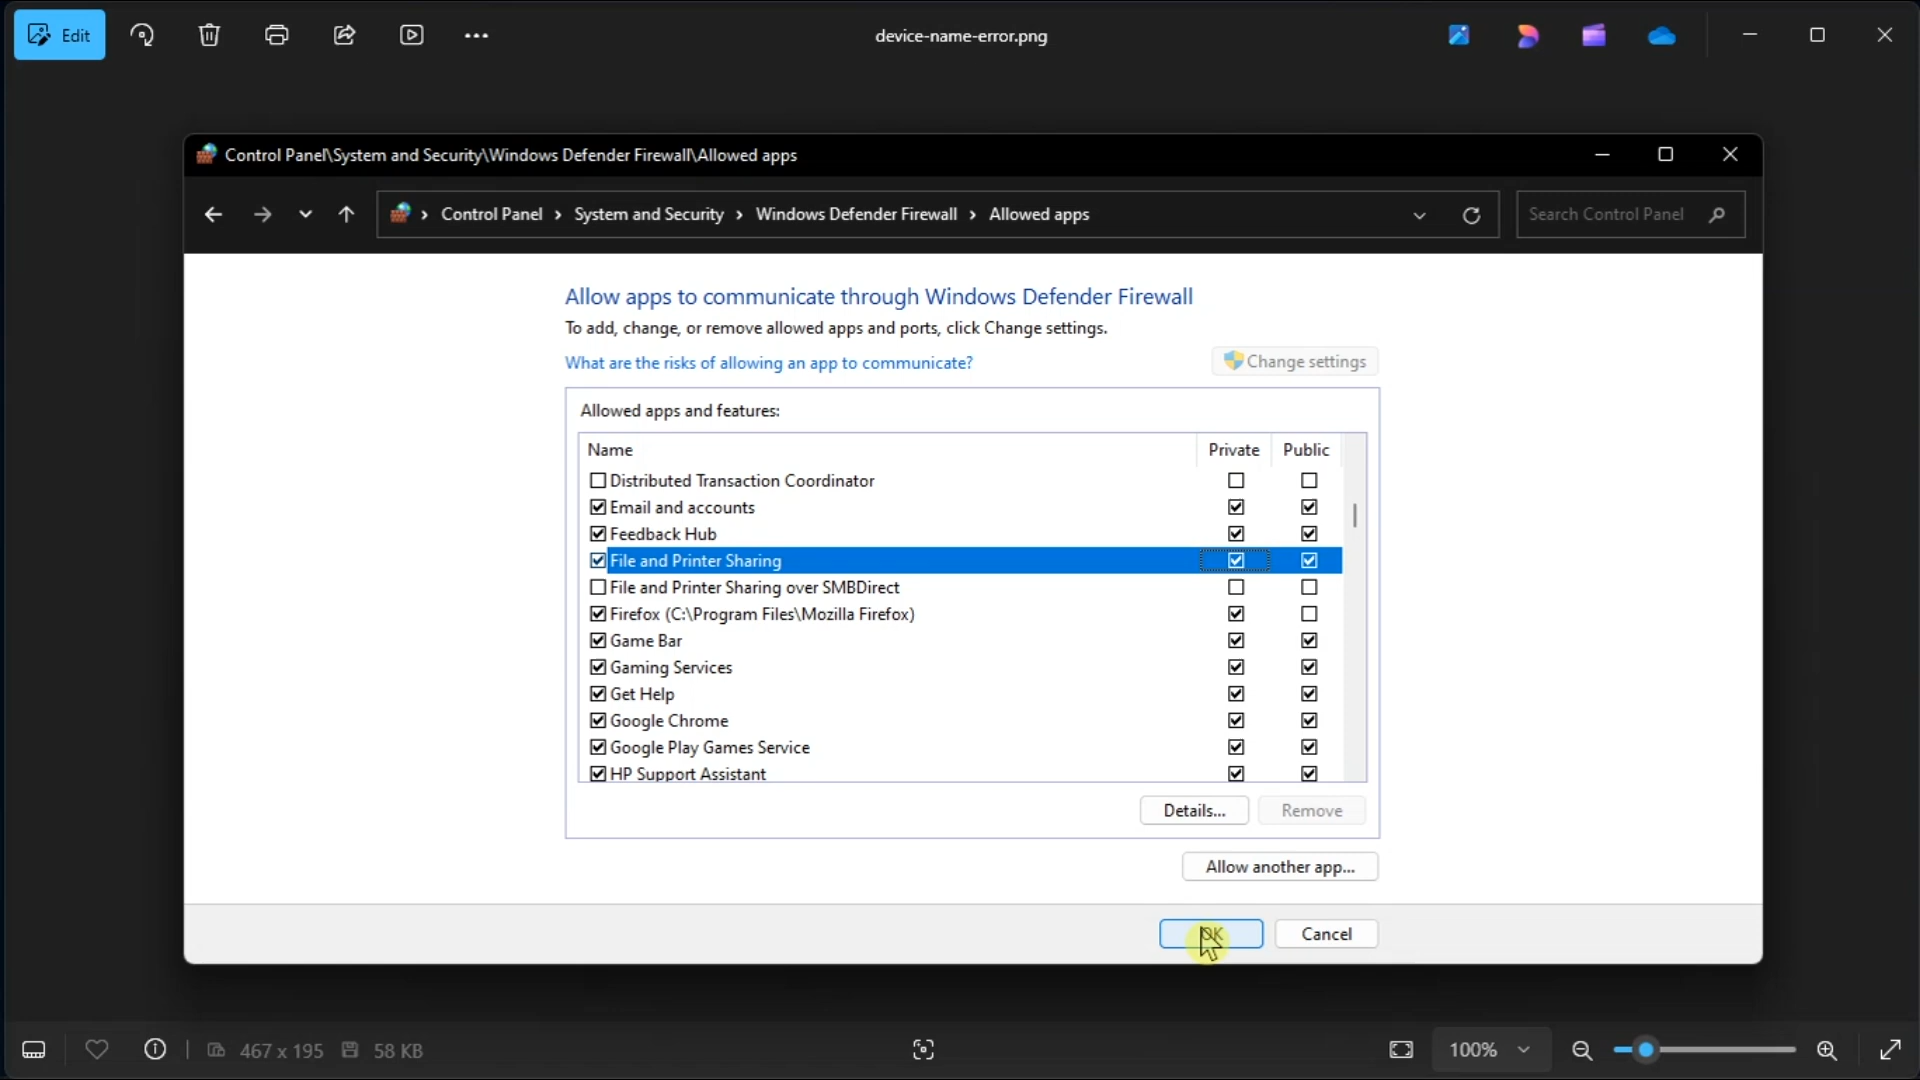 Edit
device-name-error.png
Control Panel\System and Security\Windows Defender Firewall\Allowed apps
Control Panel › System and Security › Windows Defender Firewall › Allowed apps
Search Control Panel
Allow apps to communicate through Windows Defender Firewall
To add, change, or remove allowed apps and ports, click Change settings.
What are the risks of allowing an app to communicate?
Change settings
Allowed apps and features:
Name Private Public
Distributed Transaction Coordinator
Email and accounts
Feedback Hub
File and Printer Sharing
File and Printer Sharing over SMBDirect
Firefox (C:\Program Files\Mozilla Firefox)
Game Bar
Gaming Services
Get Help
Google Chrome
Google Play Games Service
HP Support Assistant
Details... Remove
Allow another app...
OK Cancel
467 x 195 58 KB 100%